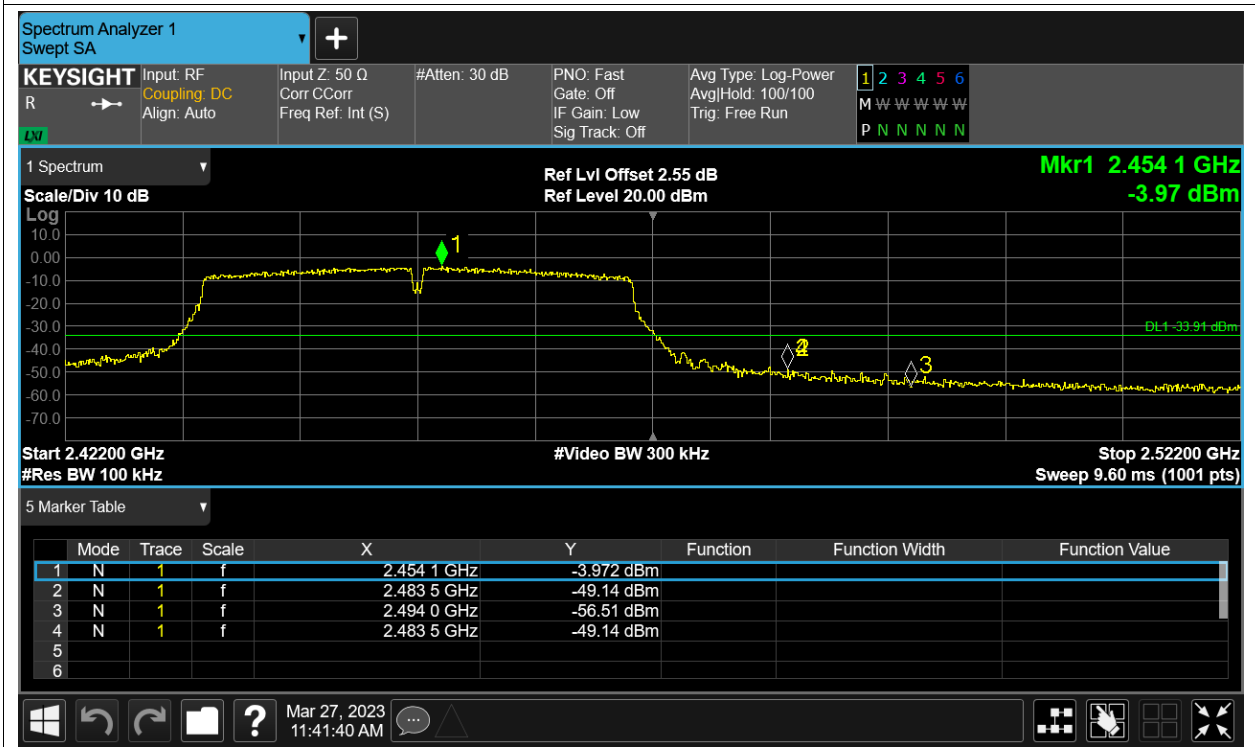 Spectrum Analyzer 1
Swept SA
+
KEYSIGHT Input: RF Input Z: 50 Ω #Atten: 30 dB PNO: Fast Avg Type: Log-Power 1 2 3 4 5 6
R Coupling: DC Corr CCorr Gate: Off Avg|Hold: 100/100 M W W W W W
Align: Auto Freq Ref: Int (S) IF Gain: Low Trig: Free Run
LXI Sig Track: Off P N N N N N
1 Spectrum Ref Lvl Offset 2.55 dB Mkr1 2.454 1 GHz
Scale/Div 10 dB Ref Level 20.00 dBm -3.97 dBm
Log
10.0
0.00 1
-10.0
-20.0
-30.0 DL1 -33.91 dBm
-40.0 2 4
-50.0 3
-60.0
-70.0
Start 2.42200 GHz #Video BW 300 kHz Stop 2.52200 GHz
#Res BW 100 kHz Sweep 9.60 ms (1001 pts)
5 Marker Table
Mode Trace Scale X Y Function Function Width Function Value
1 N 1 f 2.454 1 GHz -3.972 dBm
2 N 1 f 2.483 5 GHz -49.14 dBm
3 N 1 f 2.494 0 GHz -56.51 dBm
4 N 1 f 2.483 5 GHz -49.14 dBm
5
6
? Mar 27, 2023
11:41:40 AM